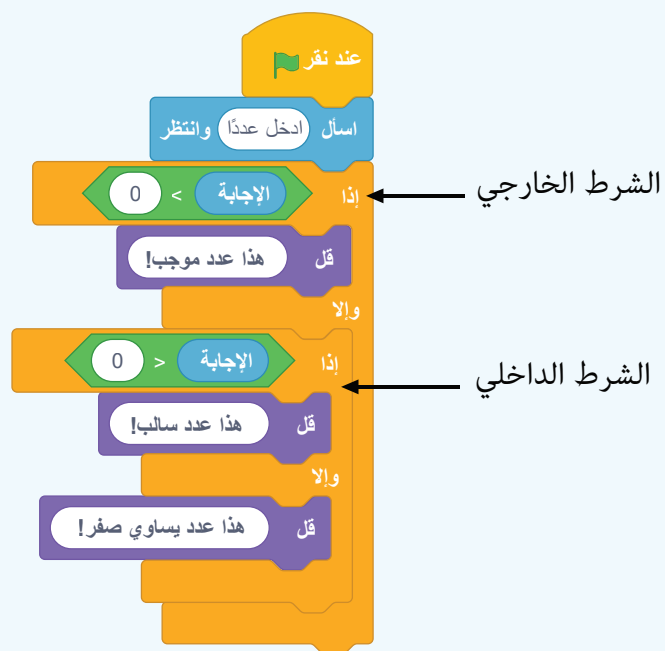 عند نقر
اسأل ادخل عددًا وانتظر
إذا الإجابة > 0
الشرط الخارجي
قل هذا عدد موجب!
وإلا
إذا الإجابة < 0
الشرط الداخلي
قل هذا عدد سالب!
وإلا
قل هذا عدد يساوي صفر!